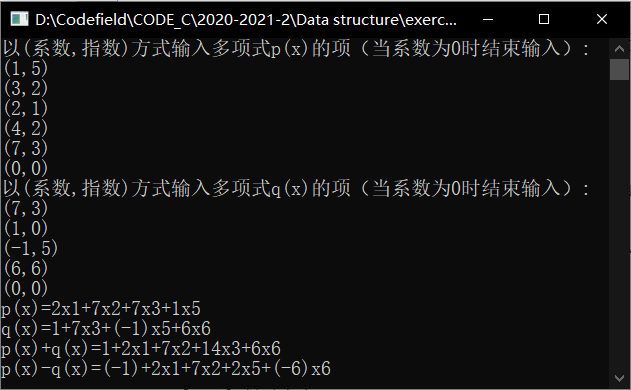 D:\Codefield\CODE_C\2020-2021-2\Data structure\exerc...
以(系数,指数)方式输入多项式p(x)的项（当系数为0时结束输入）:
(1,5)
(3,2)
(2,1)
(4,2)
(7,3)
(0,0)
以(系数,指数)方式输入多项式q(x)的项（当系数为0时结束输入）:
(7,3)
(1,0)
(-1,5)
(6,6)
(0,0)
p(x)=2x1+7x2+7x3+1x5
q(x)=1+7x3+(-1)x5+6x6
p(x)+q(x)=1+2x1+7x2+14x3+6x6
p(x)-q(x)=(-1)+2x1+7x2+2x5+(-6)x6